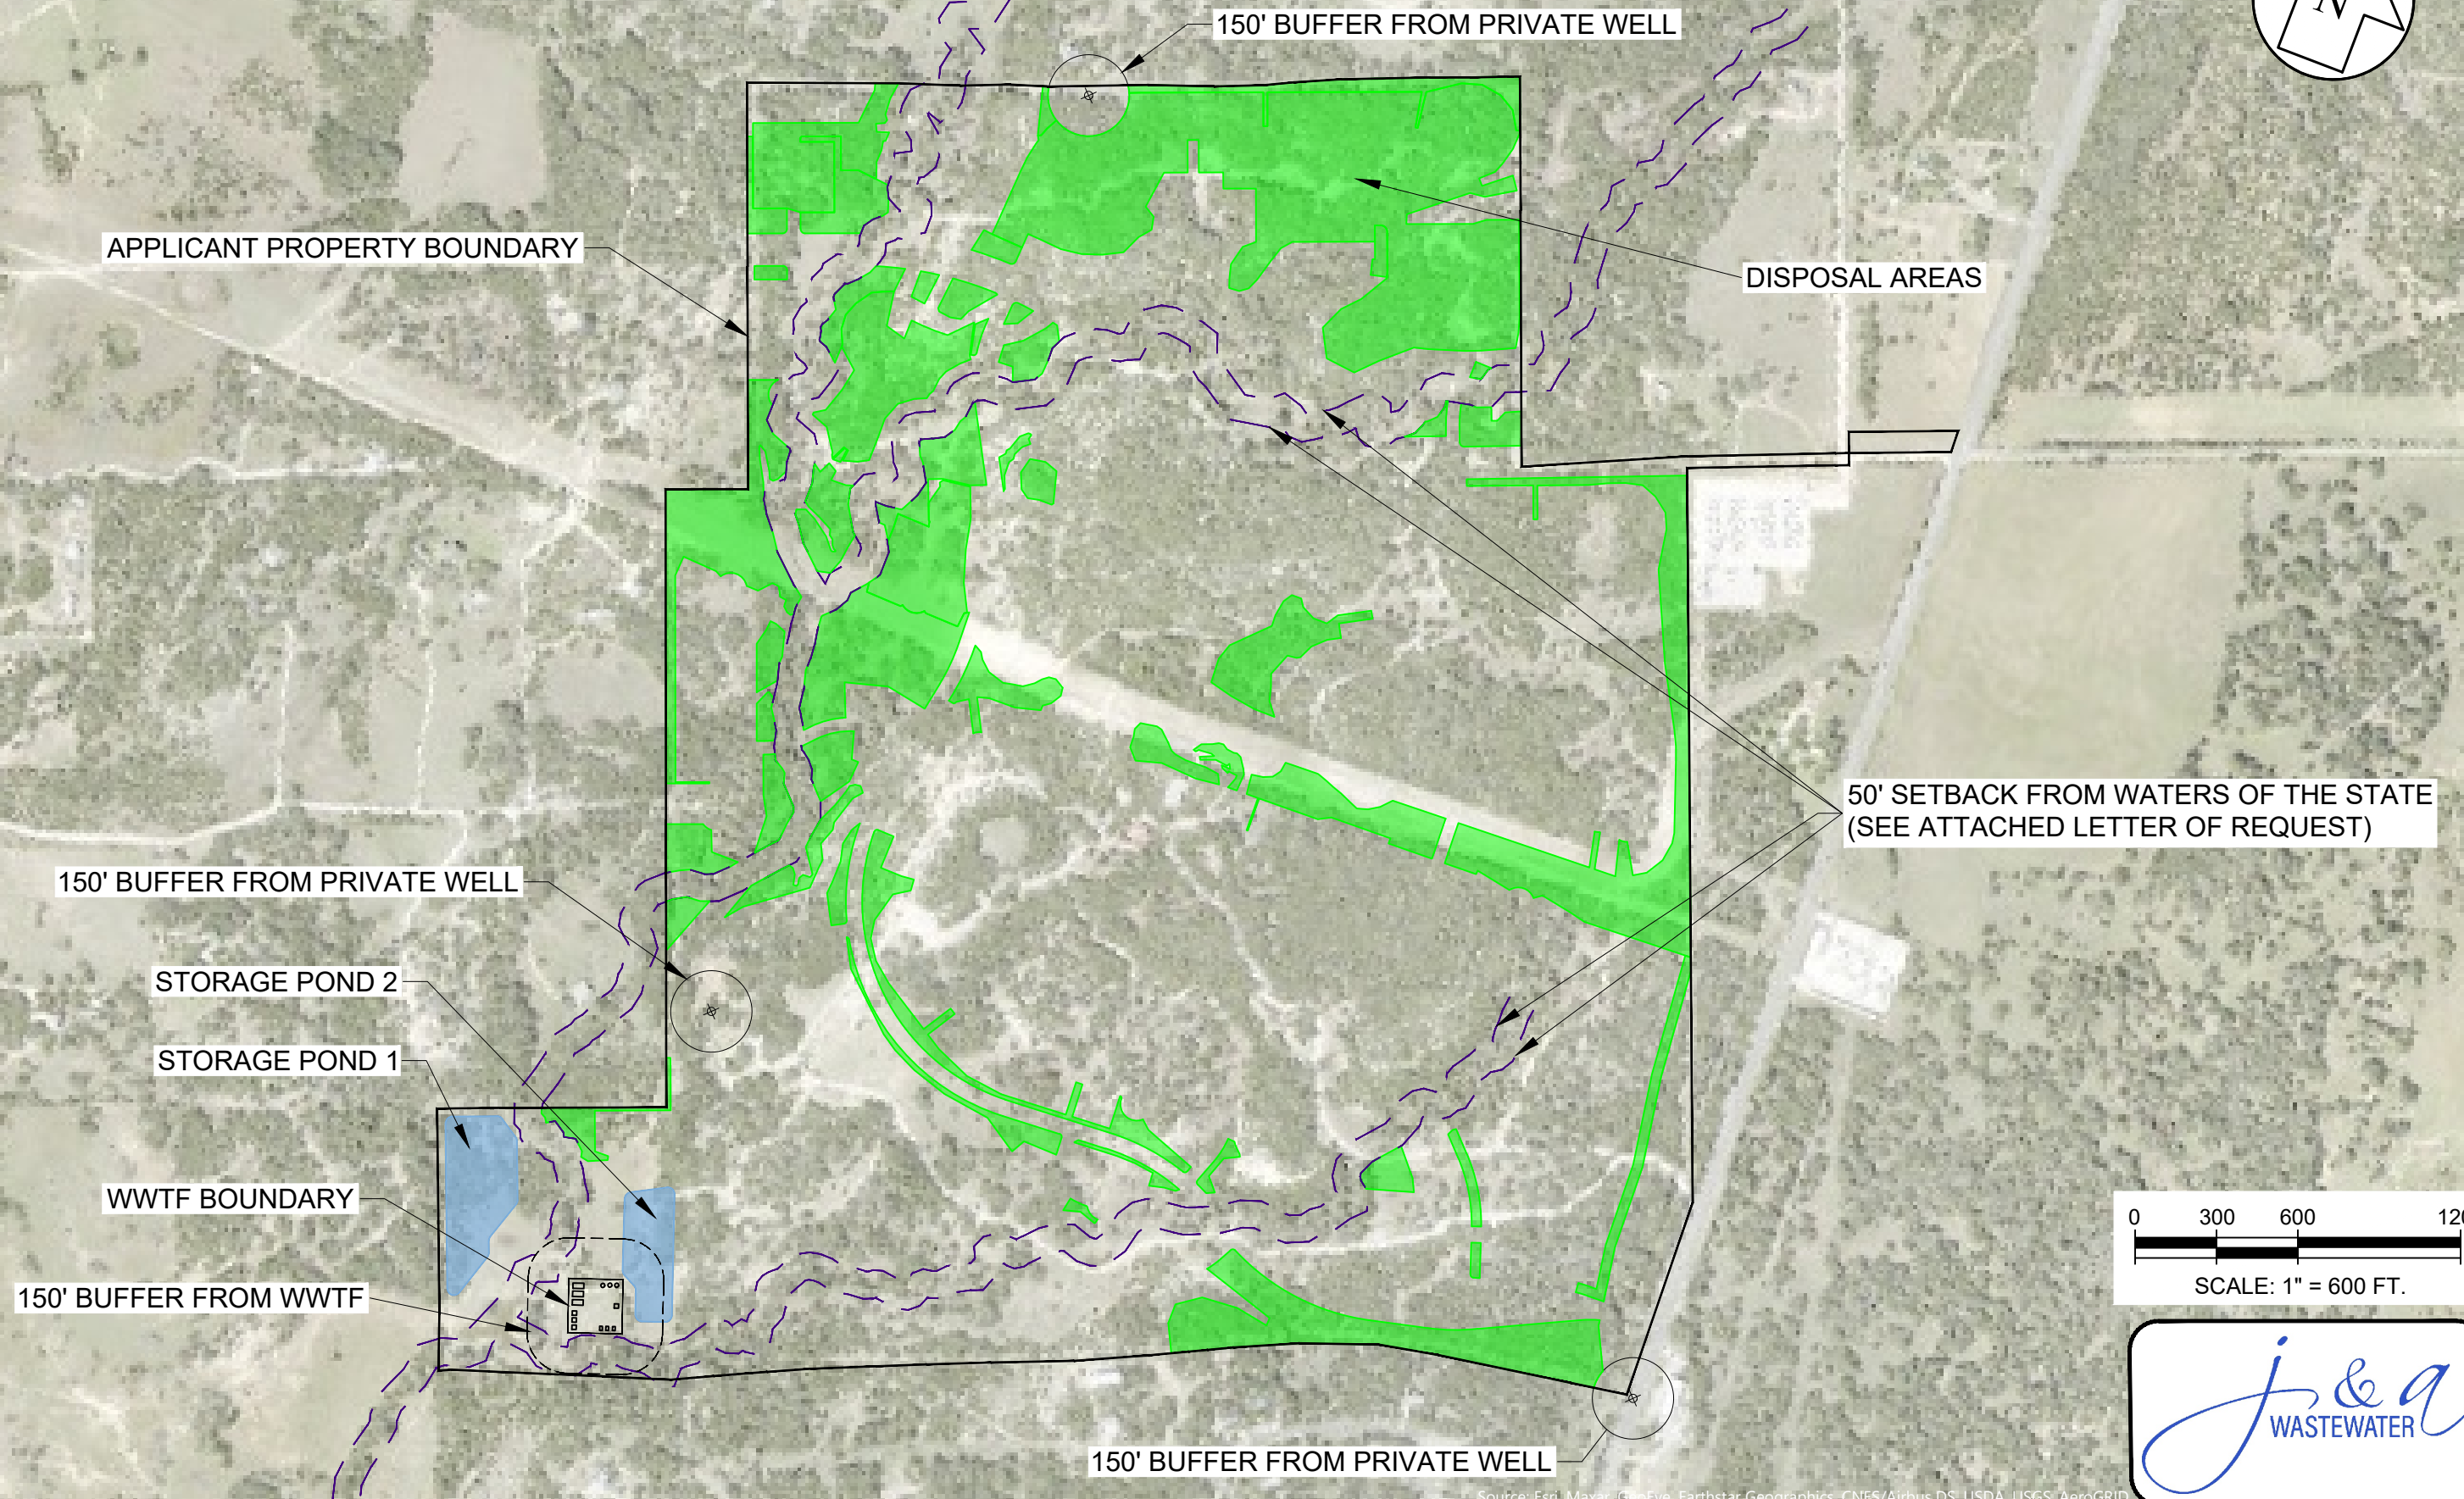 150' BUFFER FROM PRIVATE WELL
N
APPLICANT PROPERTY BOUNDARY
DISPOSAL AREAS
50' SETBACK FROM WATERS OF THE STATE
(SEE ATTACHED LETTER OF REQUEST)
150' BUFFER FROM PRIVATE WELL
STORAGE POND 2
STORAGE POND 1
WWTF BOUNDARY
150' BUFFER FROM WWTF
0 300 600
SCALE: 1" = 600 FT.
j & a
WASTEWATER
150' BUFFER FROM PRIVATE WELL
Source: Esri, Maxar, GeoEye, Earthstar Geographics, CNES/Airbus DS, USDA, USGS, AeroGRID